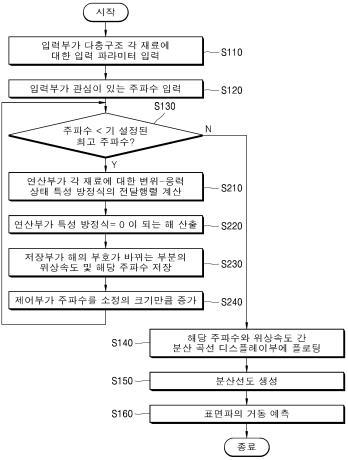 시작
입력부가 다층구조 각 재료에
대한 입력 파라미터 입력
S110
입력부가 관심이 있는 주파수 입력
S120
S130
주파수 < 기 설정된
최고 주파수?
N
Y
연산부가 각 재료에 대한 변위-응력
상태 특성 방정식의 전달행렬 계산
S210
연산부가 특성 방정식= 0 이 되는 해 산출
S220
저장부가 해의 부호가 바뀌는 부분의
위상속도 및 해당 주파수 저장
S230
제어부가 주파수를 소정의 크기만큼 증가
S240
S140
해당 주파수와 위상속도 간
분산 곡선 디스플레이부에 플로팅
S150
분산선도 생성
S160
표면파의 거동 예측
종료